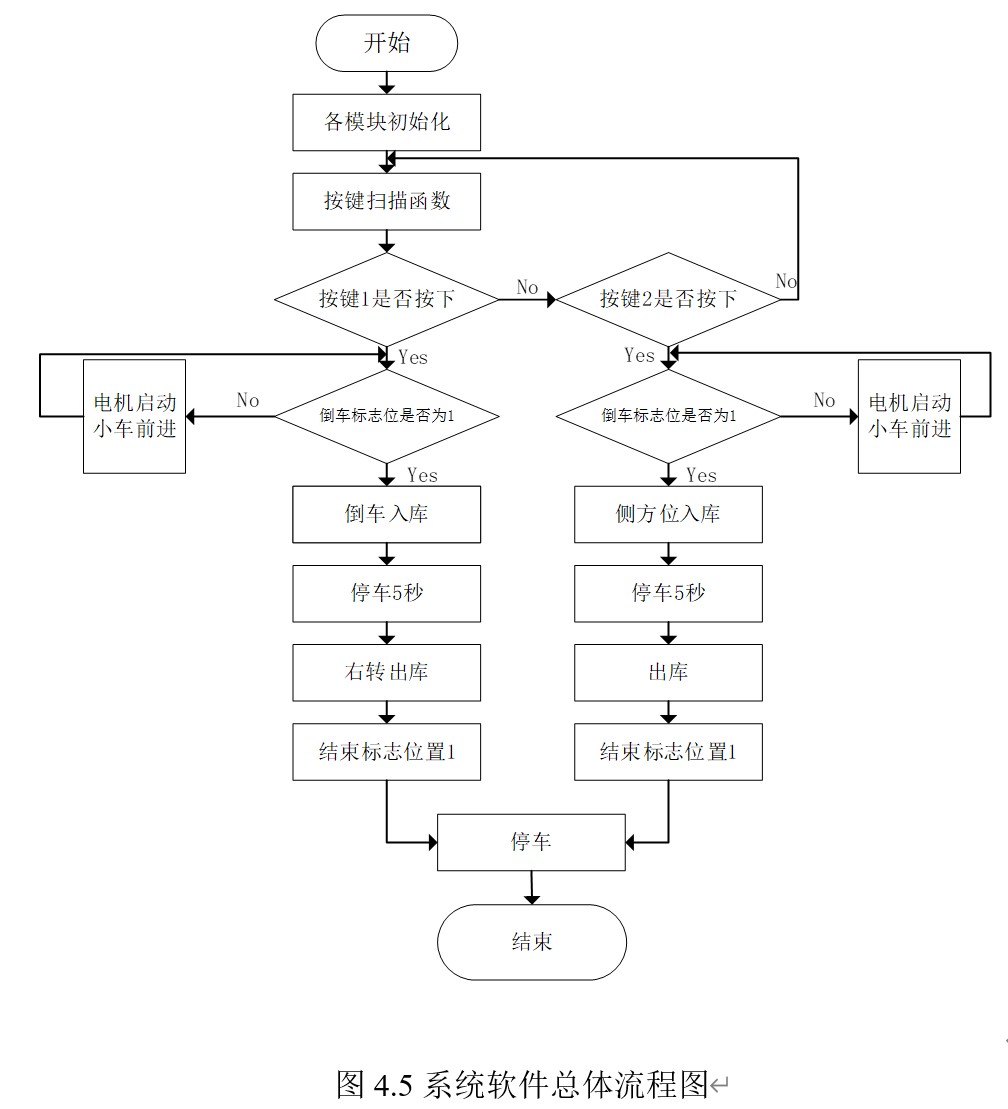 开始
各模块初始化
按键扫描函数
按键1是否按下
No
按键2是否按下
No
Yes
Yes
电机启动
小车前进
No
倒车标志位是否为1
倒车标志位是否为1
No
电机启动
小车前进
Yes
Yes
倒车入库
侧方位入库
停车5秒
停车5秒
右转出库
出库
结束标志位置1
结束标志位置1
停车
结束
图 4.5 系统软件总体流程图↵